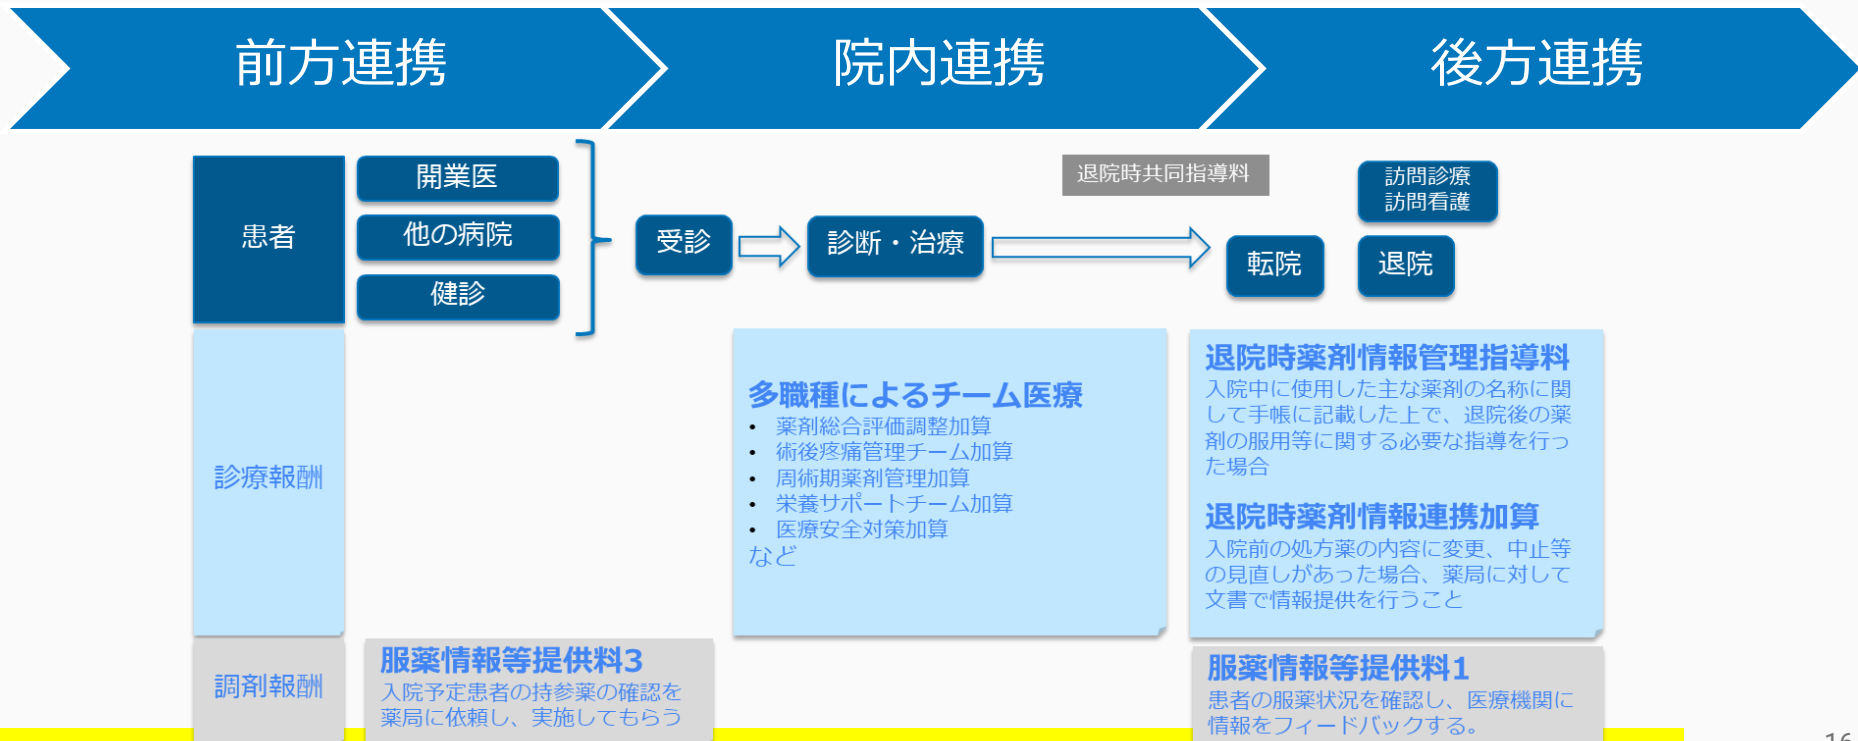 前方連携
院内連携
後方連携
患者
開業医
他の病院
健診
受診
診断・治療
退院時共同指導料
訪問診療
訪問看護
転院
退院
診療報酬
多職種によるチーム医療
• 薬剤総合評価調整加算
• 術後疼痛管理チーム加算
• 周術期薬剤管理加算
• 栄養サポートチーム加算
• 医療安全対策加算
など
退院時薬剤情報管理指導料
入院中に使用した主な薬剤の名称に関
して手帳に記載した上で、退院後の薬
剤の服用等に関する必要な指導を行っ
た場合
退院時薬剤情報連携加算
入院前の処方薬の内容に変更、中止等
の見直しがあった場合、薬局に対して
文書で情報提供を行うこと
調剤報酬
服薬情報等提供料3
入院予定患者の持参薬の確認を
薬局に依頼し、実施してもらう
服薬情報等提供料1
患者の服薬状況を確認し、医療機関に
情報をフィードバックする。